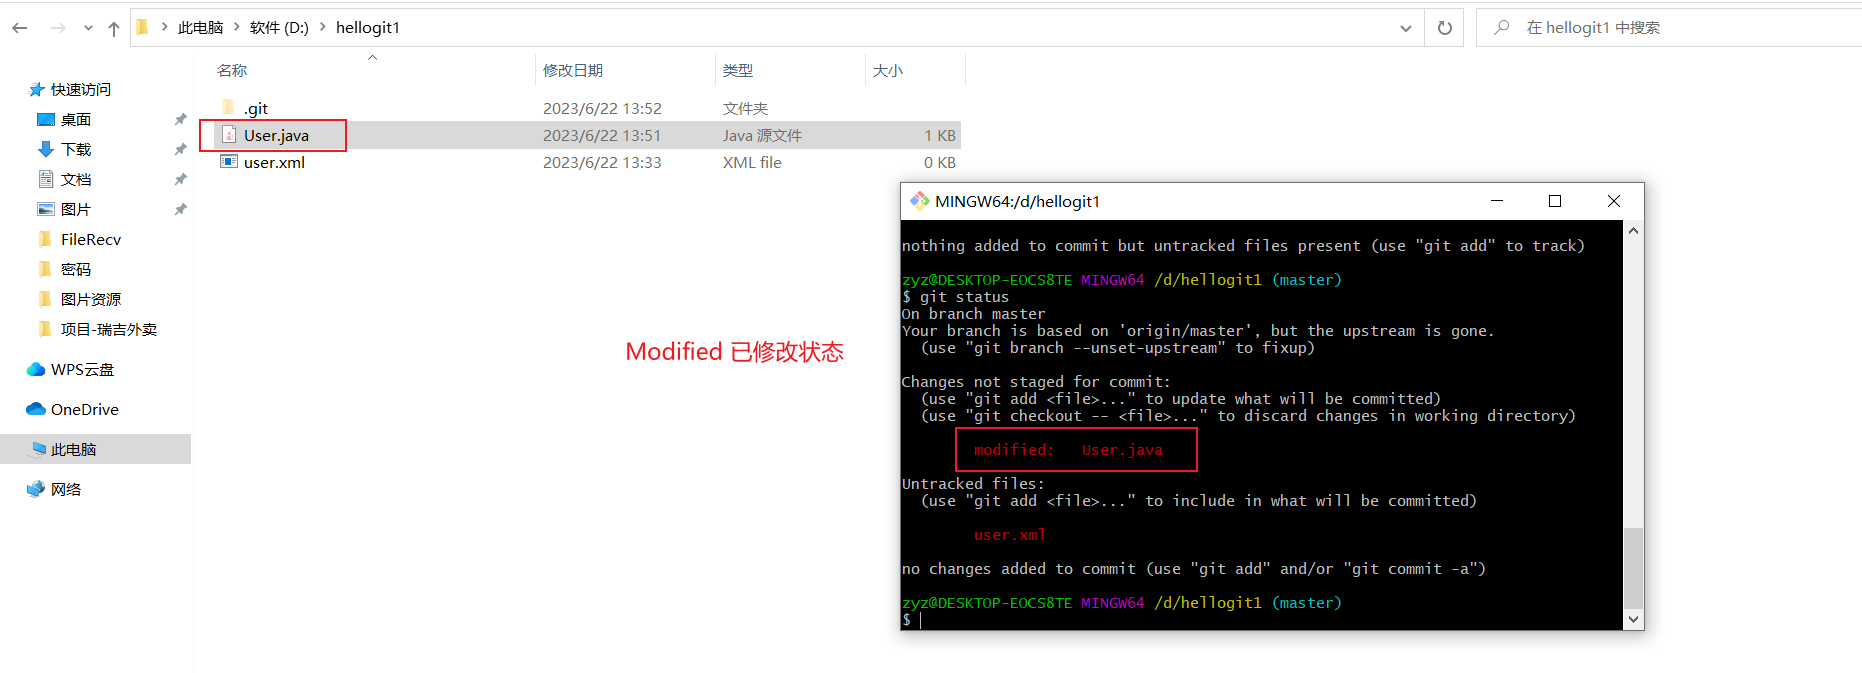 此电脑 软件 (D:) hellogit1
在 hellogit1 中搜索
名称 修改日期 类型 大小
快速访问
桌面
下载
文档
图片
FileRecv
密码
图片资源
项目-瑞吉外卖
WPS云盘
OneDrive
此电脑
网络
.git 2023/6/22 13:52 文件夹
User.java 2023/6/22 13:51 Java 源文件 1 KB
user.xml 2023/6/22 13:33 XML file 0 KB
Modified 已修改状态
MINGW64:/d/hellogit1
nothing added to commit but untracked files present (use "git add" to track)
zyz@DESKTOP-EOCS8TE MINGW64 /d/hellogit1 (master)
$ git status
On branch master
Your branch is based on 'origin/master', but the upstream is gone.
(use "git branch --unset-upstream" to fixup)
Changes not staged for commit:
(use "git add <file>..." to update what will be committed)
(use "git checkout -- <file>..." to discard changes in working directory)
modified: User.java
Untracked files:
(use "git add <file>..." to include in what will be committed)
user.xml
no changes added to commit (use "git add" and/or "git commit -a")
zyz@DESKTOP-EOCS8TE MINGW64 /d/hellogit1 (master)
$